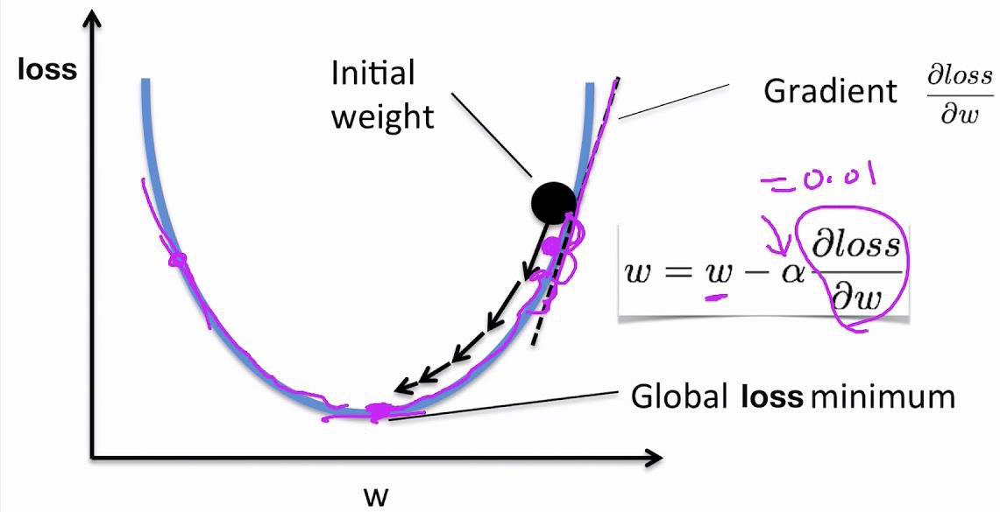 loss
Initial
weight
Gradient ∂loss/∂w
= 0.01
w = w − α ∂loss/∂w
Global loss minimum
w